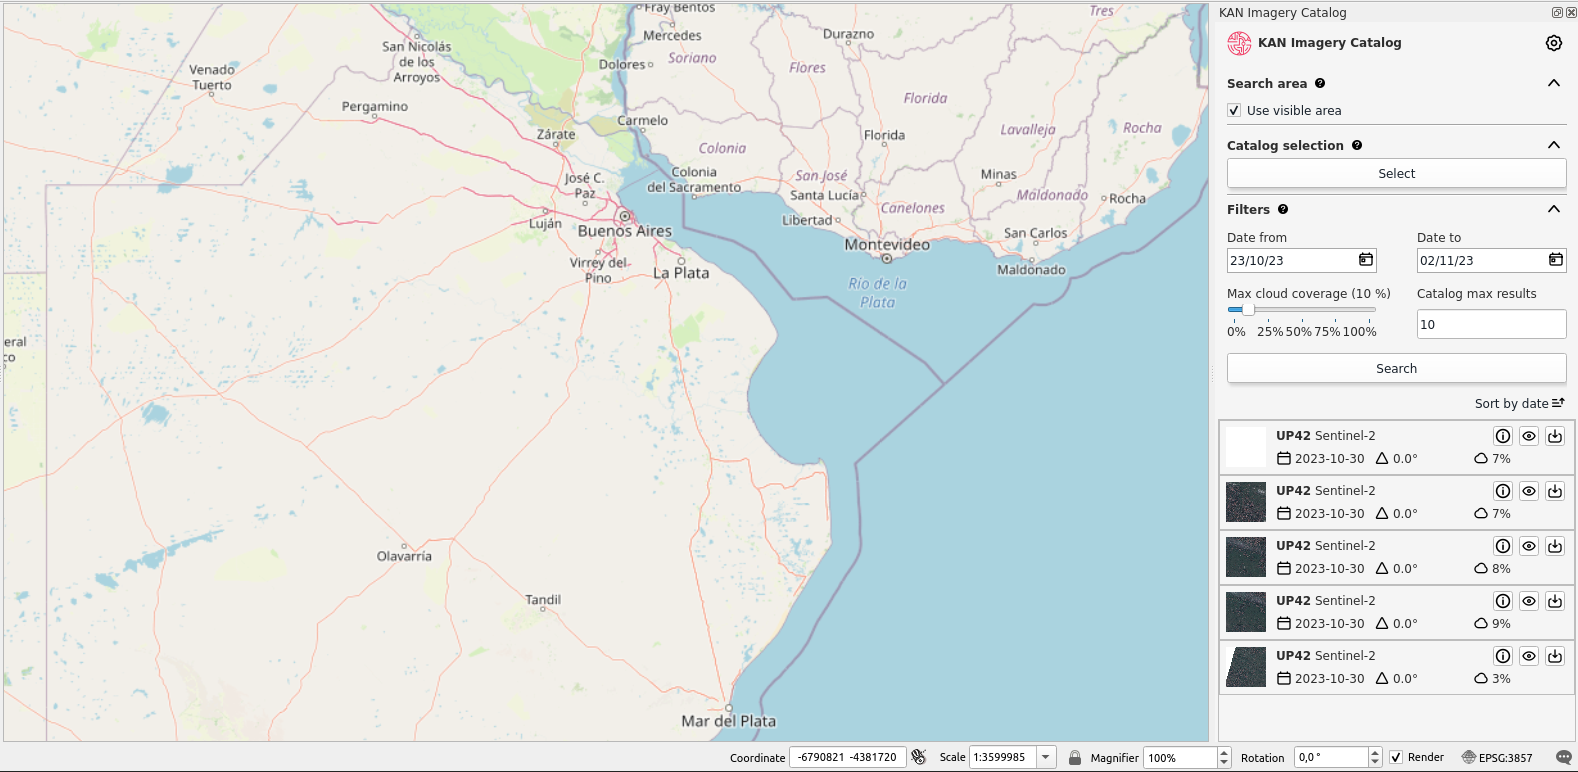 Fray Bentos
Tres
KAN Imagery Catalog
Mercedes
Durazno
San Nicolás
de los
Arroyos
KAN Imagery Catalog
Soriano
Dolores
Flores
Venado
Tuerto
Search area
Pergamino
Florida
Use visible area
Carmelo
Zárate
Florida
Lavalleja
Rocha
Colonia
Catalog selection
José C.
Paz
Colonia
del Sacramento
San José
Minas
Select
Santa Lucía
Maldonado
Rocha
Luján
Libertad
Canelones
Filters
Buenos Aires
Montevideo
San Carlos
Date from
Date to
Virrey del
Pino
La Plata
Maldonado
23/10/23
02/11/23
Río de la
Plata
Max cloud coverage (10 %)
Catalog max results
0%
25%
50%
75%
100%
10
eral
co
Search
Sort by date
UP42 Sentinel-2
2023-10-30
0.0°
7%
UP42 Sentinel-2
2023-10-30
0.0°
7%
UP42 Sentinel-2
2023-10-30
0.0°
8%
Olavarría
Tandil
UP42 Sentinel-2
2023-10-30
0.0°
9%
UP42 Sentinel-2
2023-10-30
0.0°
3%
Mar del Plata
Coordinate
-6790821 -4381720
Scale
1:3599985
Magnifier
100%
Rotation
0,0 °
Render
EPSG:3857